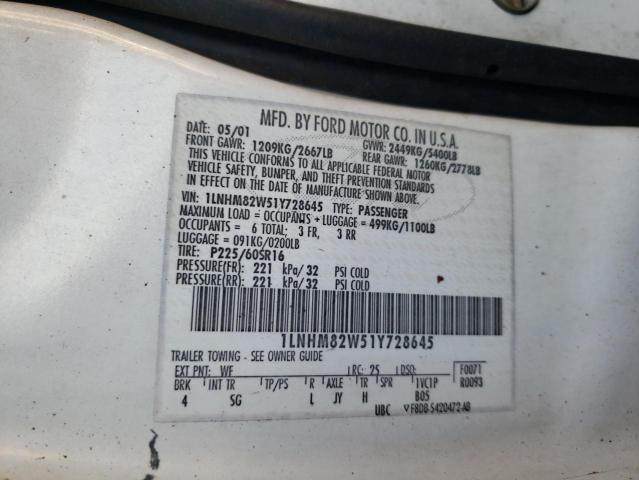 MFD. BY FORD MOTOR CO. IN U.S.A.
DATE: 05/01 GVWR: 2449KG/5400LB
FRONT GAWR: 1209KG/2667LB REAR GAWR: 1260KG/2778LB
THIS VEHICLE CONFORMS TO ALL APPLICABLE FEDERAL MOTOR
VEHICLE SAFETY, BUMPER, AND THEFT PREVENTION STANDARDS
IN EFFECT ON THE DATE OF MANUFACTURE SHOWN ABOVE.
VIN: 1LNHM82W51Y728645 TYPE: PASSENGER
MAXIMUM LOAD = OCCUPANTS + LUGGAGE = 499KG/1100LB
OCCUPANTS = 6 TOTAL; 3 FR, 3 RR
LUGGAGE = 091KG/0200LB
TIRE: P225/60SR16
PRESSURE(FR) 221 kPa/32 PSI COLD
PRESSURE(RR) 221 kPa/32 PSI COLD
1LNHM82W51Y728645
TRAILER TOWING - SEE OWNER GUIDE
EXT PNT: WF RC: 25 DSO: F0071
BRK INT TR TP/PS R AXLE TR SPR 1VC1P R0093
4 SG L JY H B05
UBC F8DB-5420472-AB